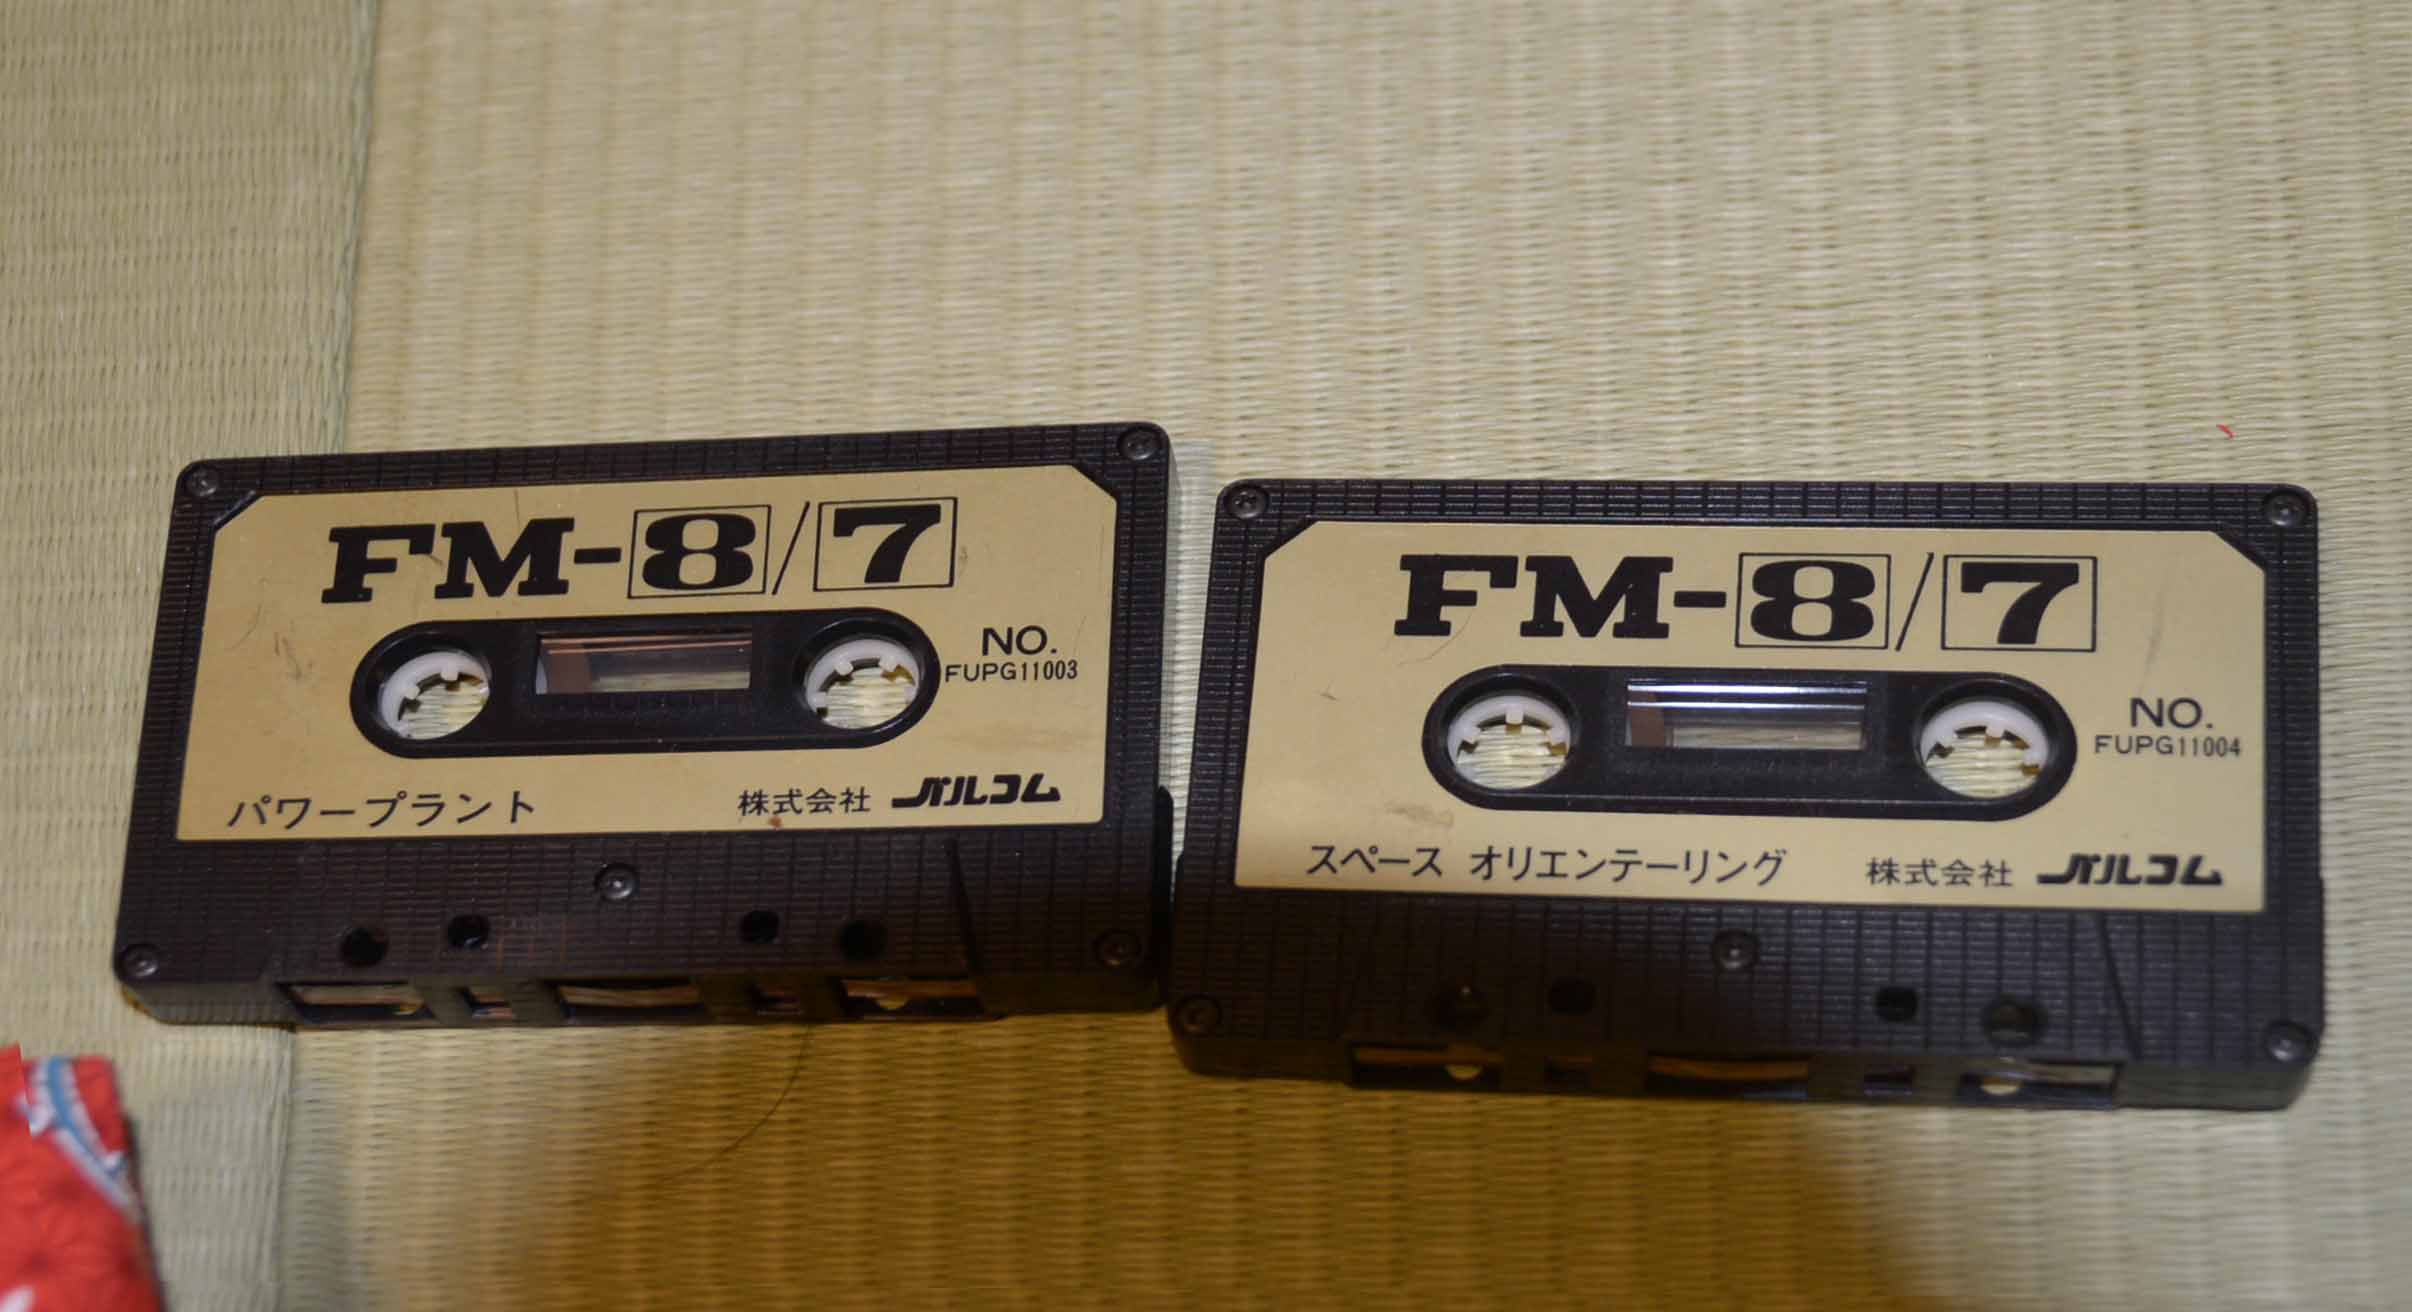 FM-8/7
NO.
FUPG11003
パワープラント 株式会社 バルコム
FM-8/7
NO.
FUPG11004
スペース オリエンテーリング 株式会社 バルコム